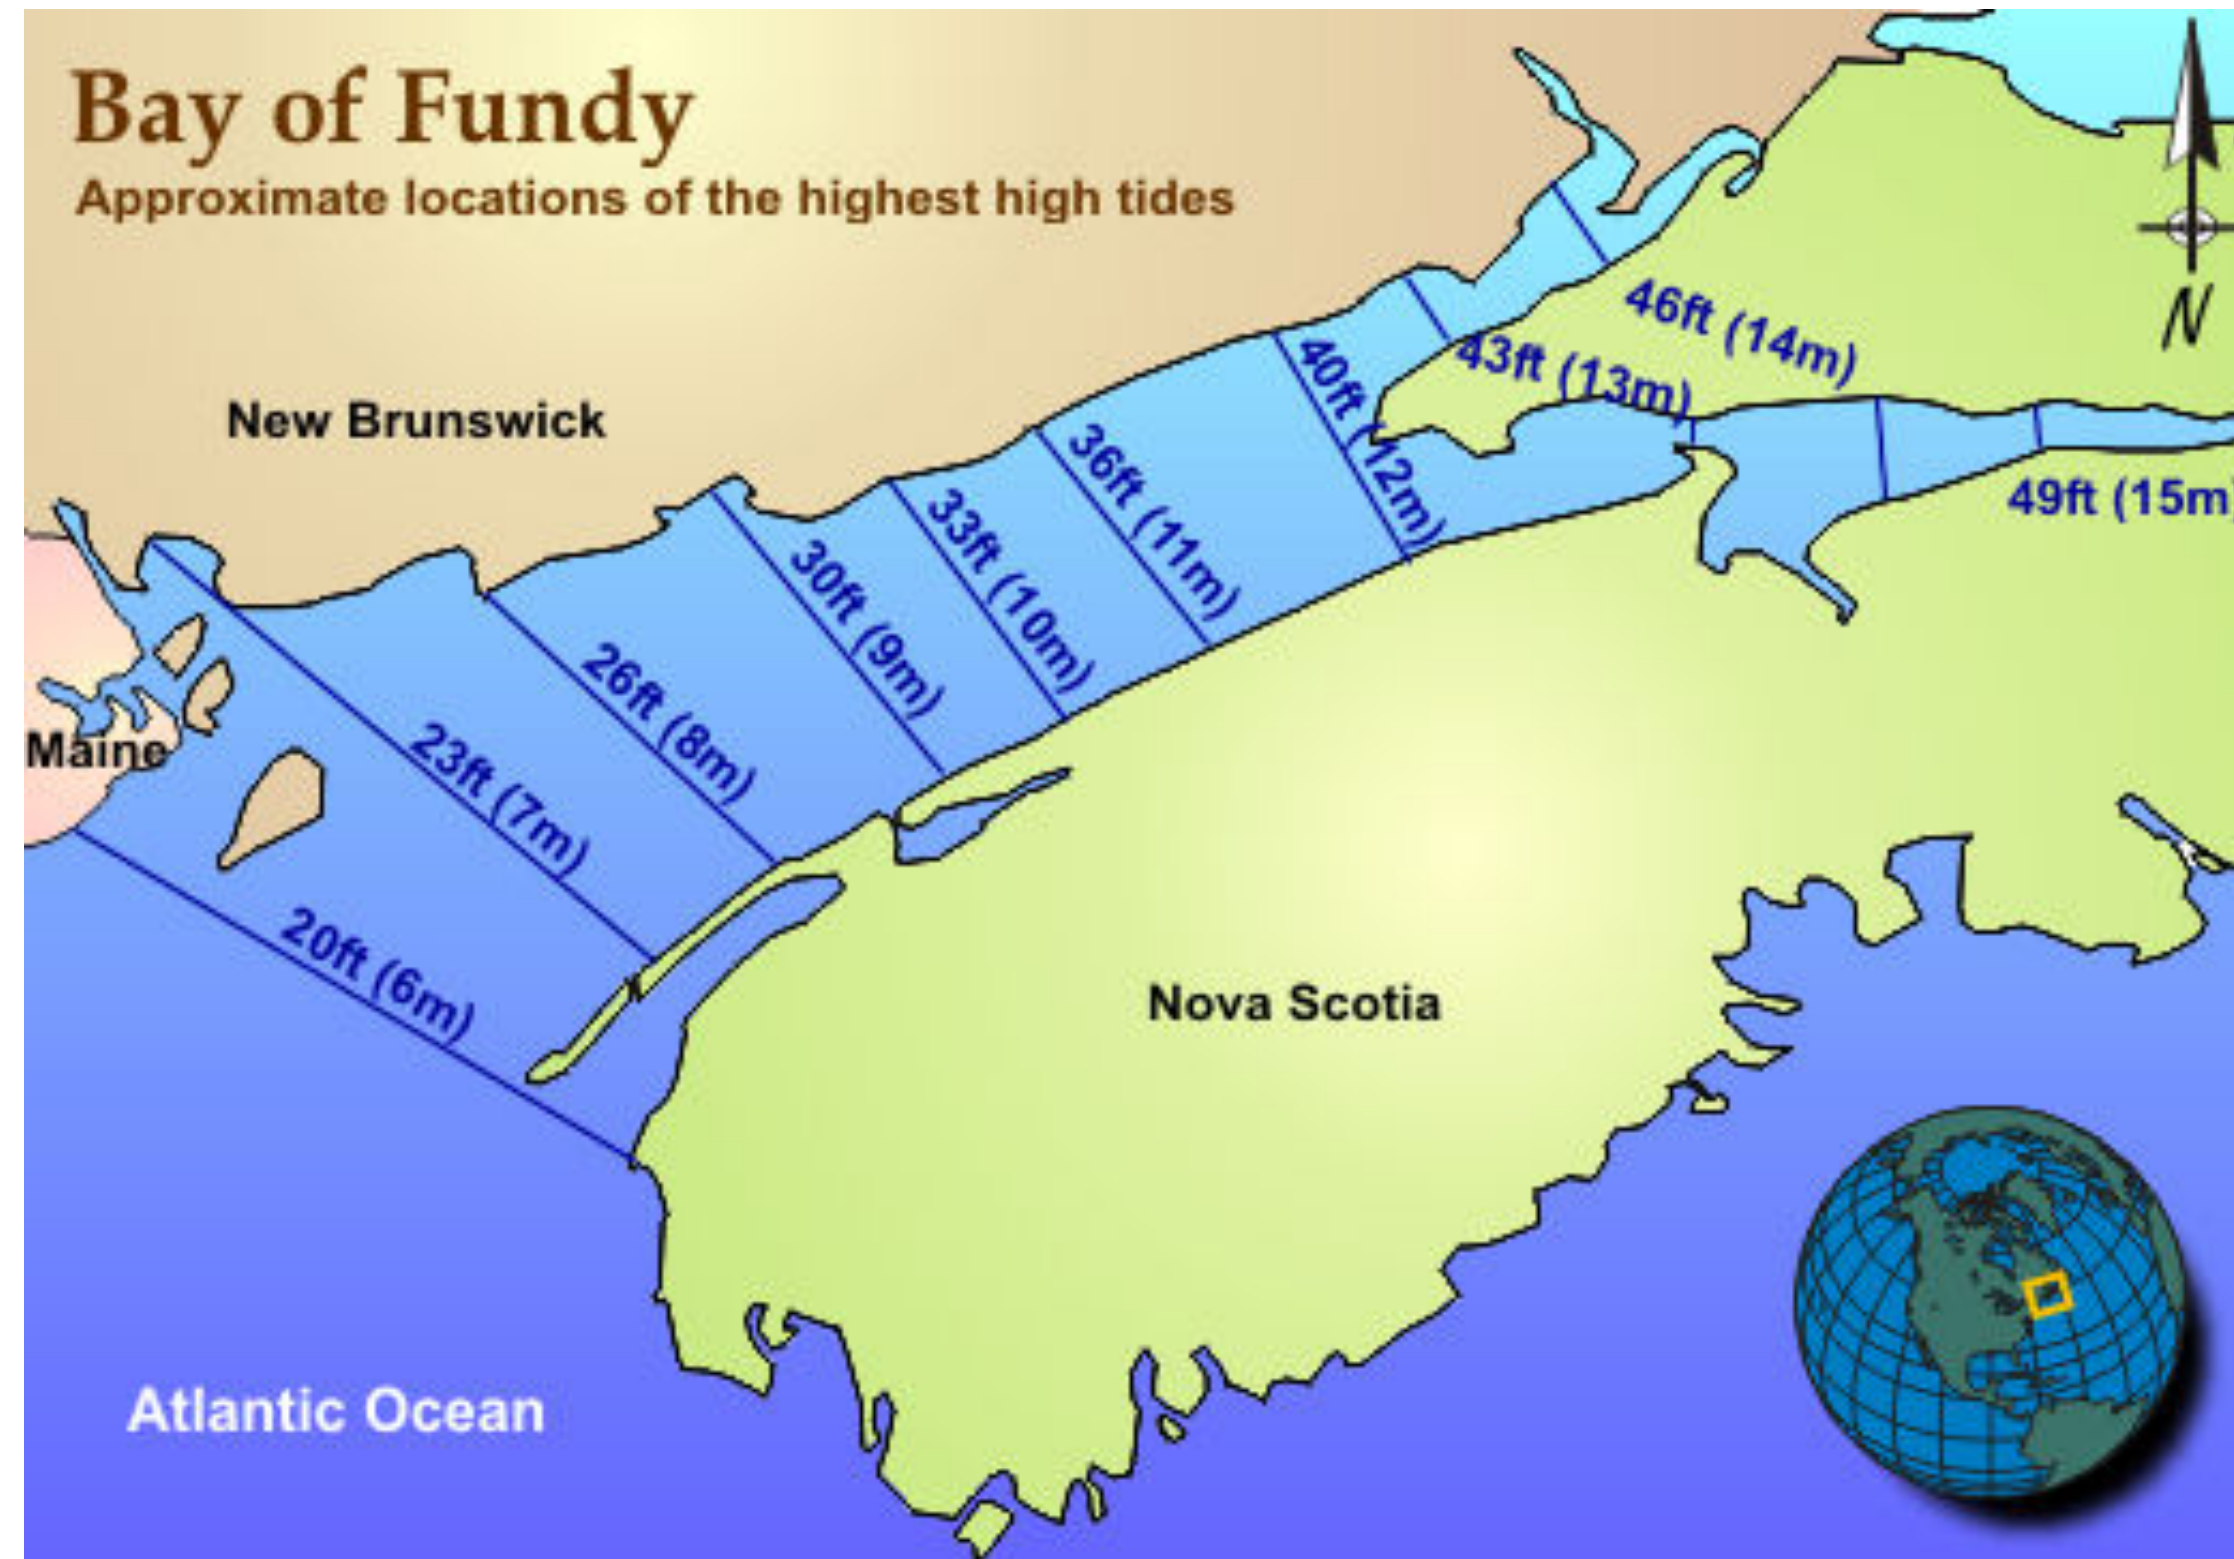 Bay of Fundy
Approximate locations of the highest high tides
46ft (14m)
N
43ft (13m)
40ft (12m)
New Brunswick
36ft (11m)
49ft (15m)
33ft (10m)
30ft (9m)
26ft (8m)
Maine
23ft (7m)
20ft (6m)
Nova Scotia
Atlantic Ocean